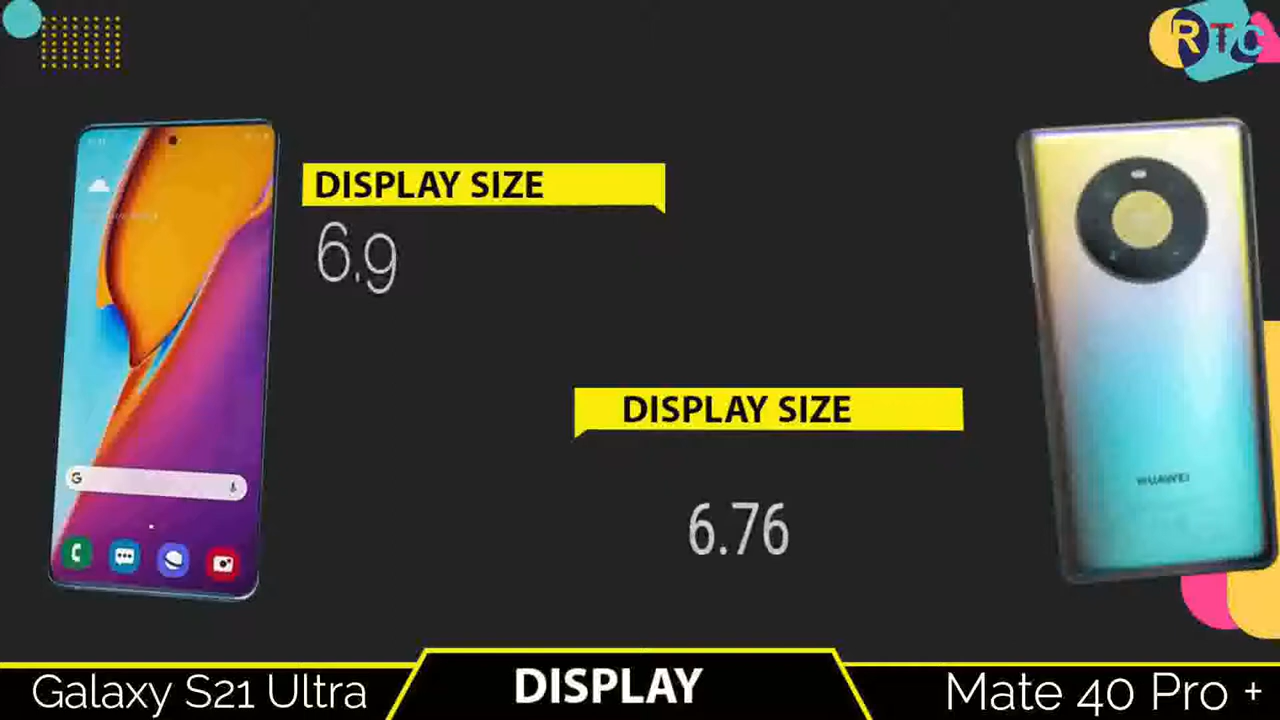 RTC
DISPLAY SIZE
6.9
DISPLAY SIZE
6.76
HUAWEI
Galaxy S21 Ultra
DISPLAY
Mate 40 Pro +